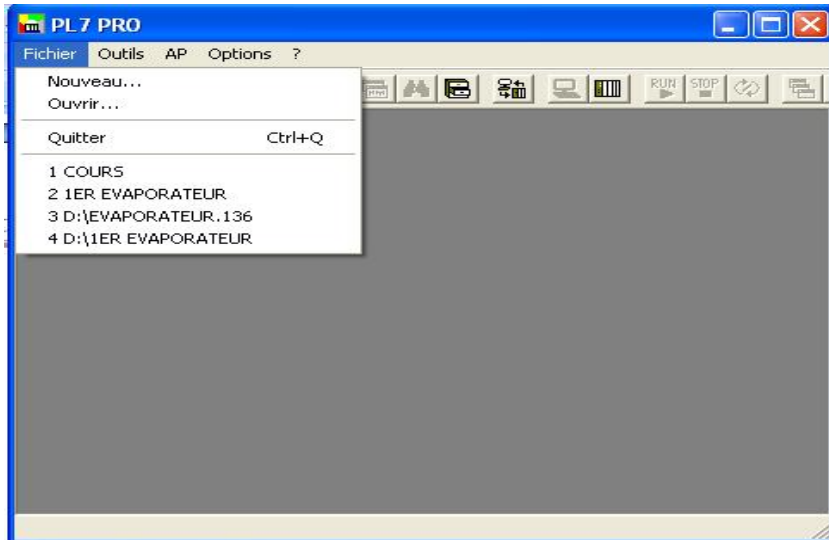 PL7 PRO
Fichier Outils AP Options ?
Nouveau...
Ouvrir...
Quitter Ctrl+Q
1 COURS
2 1ER EVAPORATEUR
3 D:\EVAPORATEUR.136
4 D:\1ER EVAPORATEUR
RUN STOP